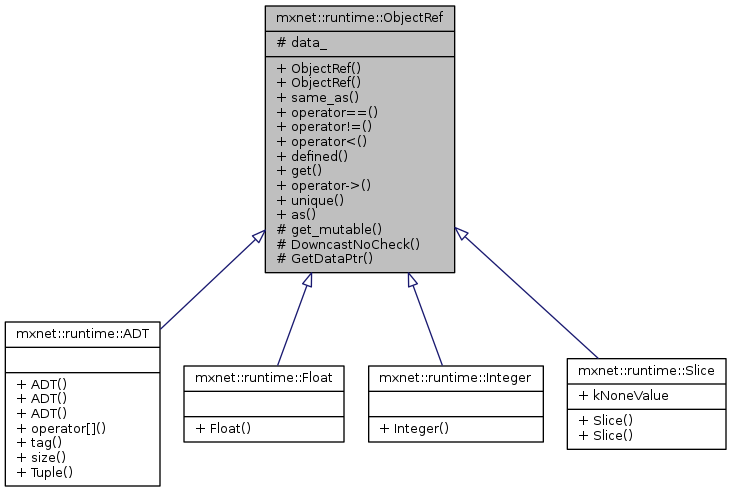 mxnet::runtime::ObjectRef
# data_
+ ObjectRef()
+ ObjectRef()
+ same_as()
+ operator==()
+ operator!=()
+ operator<()
+ defined()
+ get()
+ operator->()
+ unique()
+ as()
# get_mutable()
# DowncastNoCheck()
# GetDataPtr()
mxnet::runtime::ADT
+ ADT()
+ ADT()
+ ADT()
+ operator[]()
+ tag()
+ size()
+ Tuple()
mxnet::runtime::Float
+ Float()
mxnet::runtime::Integer
+ Integer()
mxnet::runtime::Slice
+ kNoneValue
+ Slice()
+ Slice()